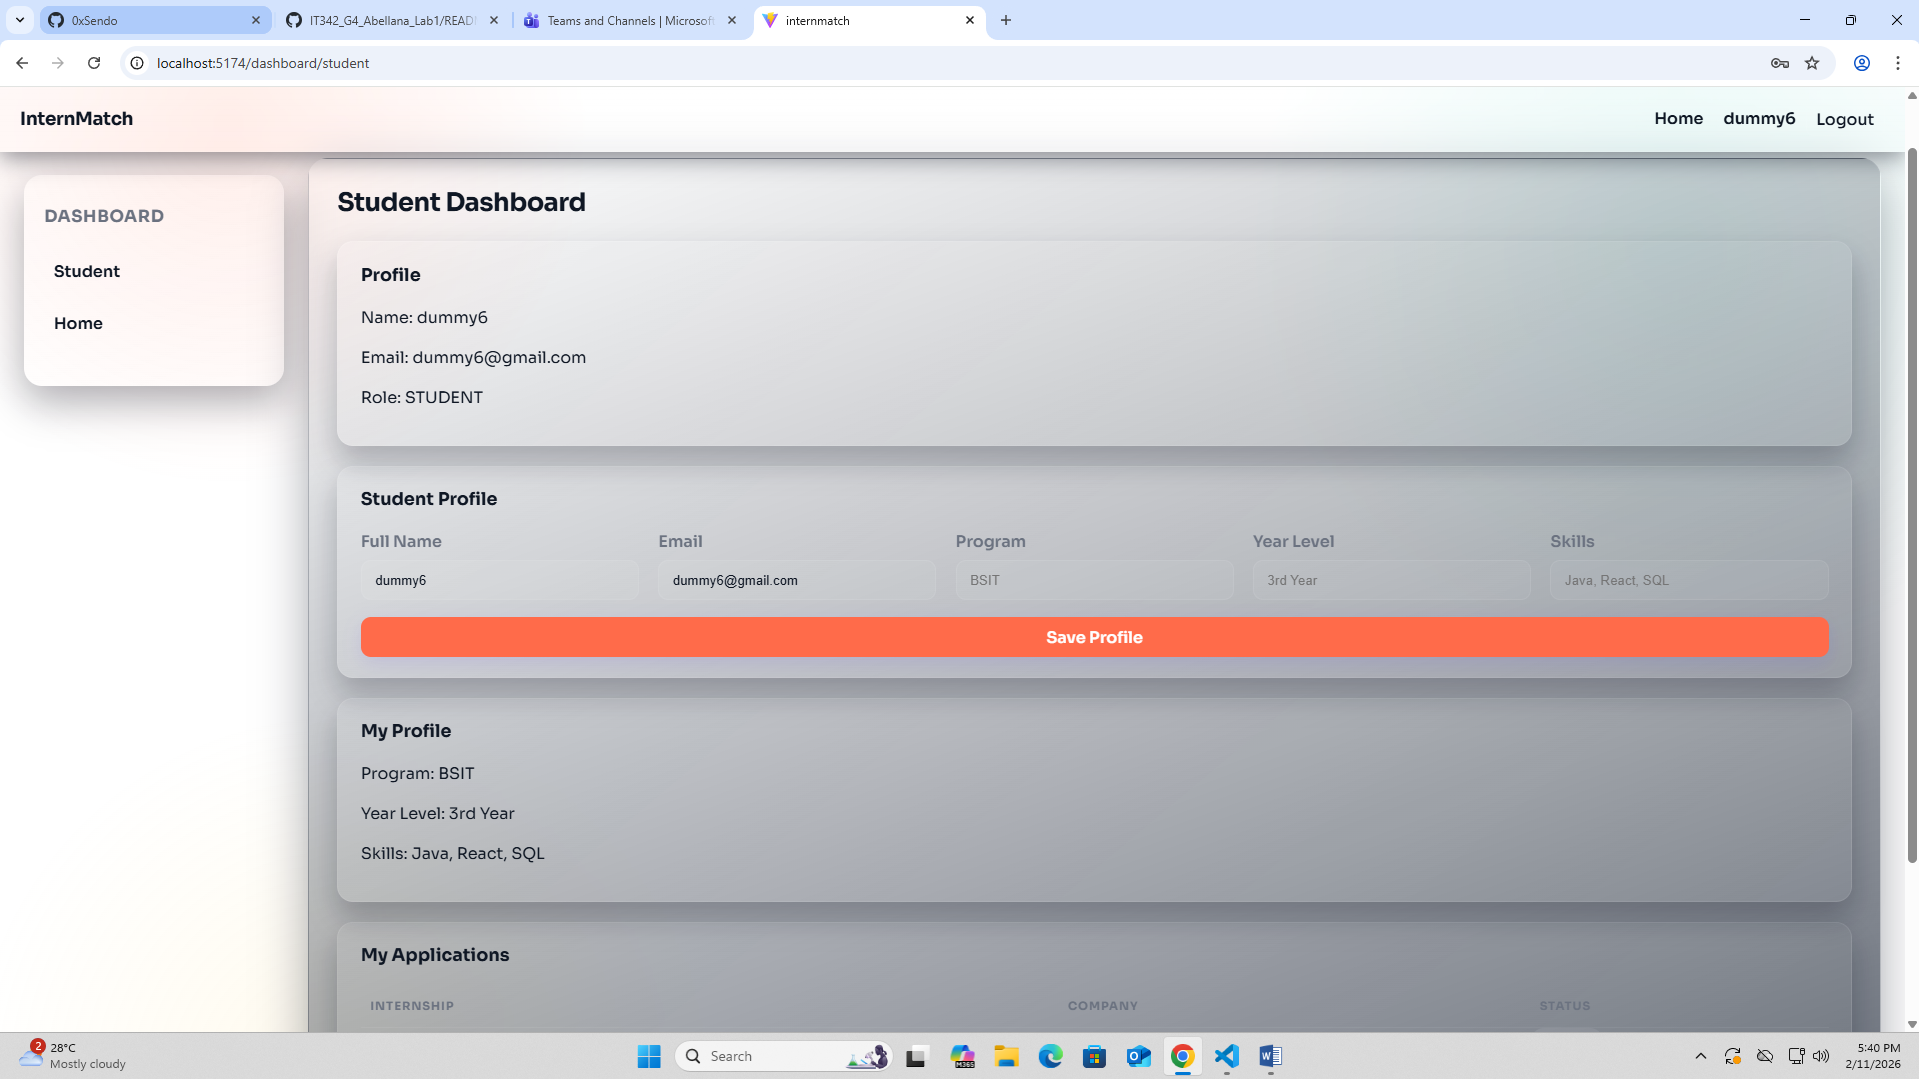 0xSendo
IT342_G4_Abellana_Lab1/READ
Teams and Channels | Microsoft
internmatch
localhost:5174/dashboard/student
InternMatch
Home
dummy6
Logout
DASHBOARD
Student
Home
Student Dashboard
Profile
Name: dummy6
Email: dummy6@gmail.com
Role: STUDENT
Student Profile
Full Name
Email
Program
Year Level
Skills
dummy6
dummy6@gmail.com
BSIT
3rd Year
Java, React, SQL
Save Profile
My Profile
Program: BSIT
Year Level: 3rd Year
Skills: Java, React, SQL
My Applications
INTERNSHIP
COMPANY
STATUS
2
28°C
Mostly cloudy
Search
M365
5:40 PM
2/11/2026